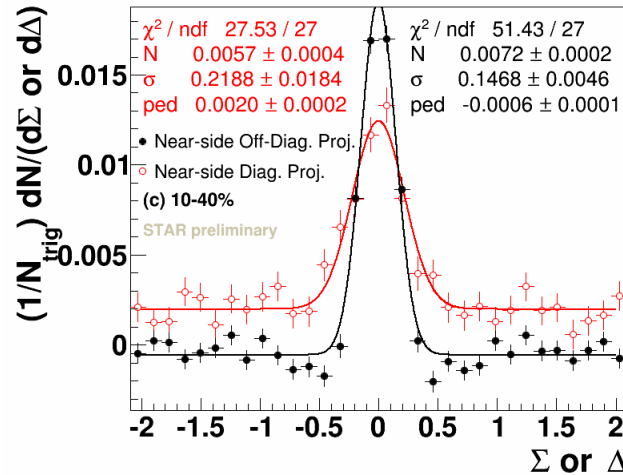 χ² / ndf 27.53 / 27
N 0.0057 ± 0.0004
σ 0.2188 ± 0.0184
ped 0.0020 ± 0.0002
χ² / ndf 51.43 / 27
N 0.0072 ± 0.0002
σ 0.1468 ± 0.0046
ped -0.0006 ± 0.0001
Near-side Off-Diag. Proj.
Near-side Diag. Proj.
(c) 10-40%
STAR preliminary
(1/N_trig) dN/(dΣ or dΔ)
0.015
0.01
0.005
0
-2 -1.5 -1 -0.5 0 0.5 1 1.5 2
Σ or Δ